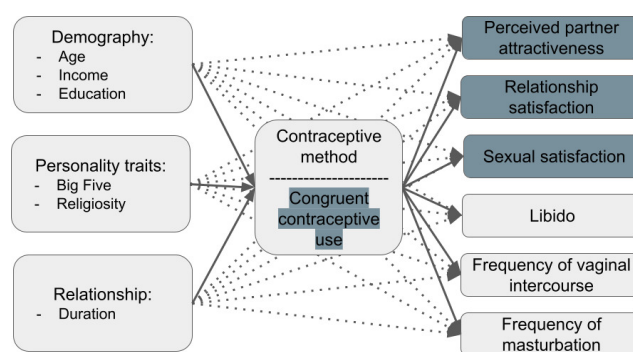 Demography:
- Age
- Income
- Education
Personality traits:
- Big Five
- Religiosity
Relationship:
- Duration
Contraceptive
method
Congruent
contraceptive
use
Perceived partner
attractiveness
Relationship
satisfaction
Sexual satisfaction
Libido
Frequency of vaginal
intercourse
Frequency of
masturbation